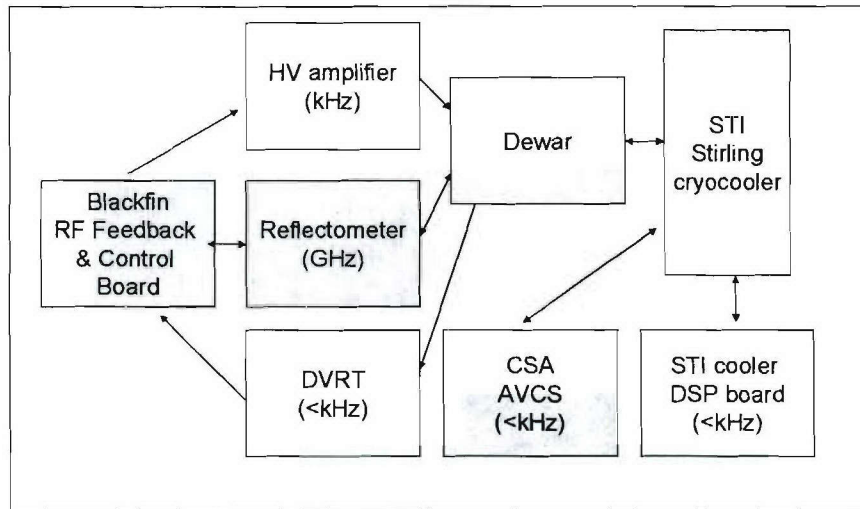 HV amplifier
(kHz)
Dewar
STI
Stirling
cryocooler
Blackfin
RF Feedback
& Control
Board
Reflectometer
(GHz)
DVRT
(<kHz)
CSA
AVCS
(<kHz)
STI cooler
DSP board
(<kHz)